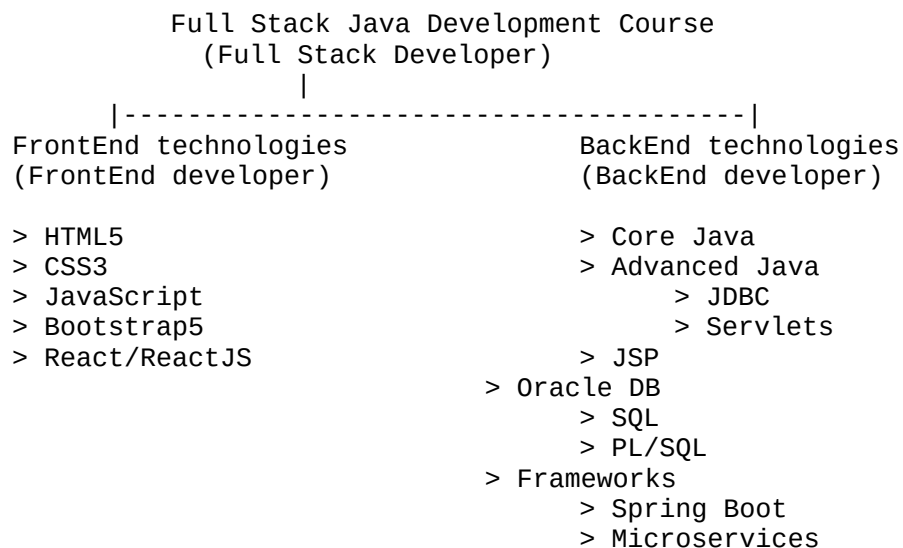 Full Stack Java Development Course
(Full Stack Developer)
|
|---------------------------------------|
FrontEnd technologies                BackEnd technologies
(FrontEnd developer)                 (BackEnd developer)
> HTML5                              > Core Java
> CSS3                               > Advanced Java
> JavaScript                               > JDBC
> Bootstrap5                               > Servlets
> React/ReactJS                      > JSP
> Oracle DB
> SQL
> PL/SQL
> Frameworks
> Spring Boot
> Microservices